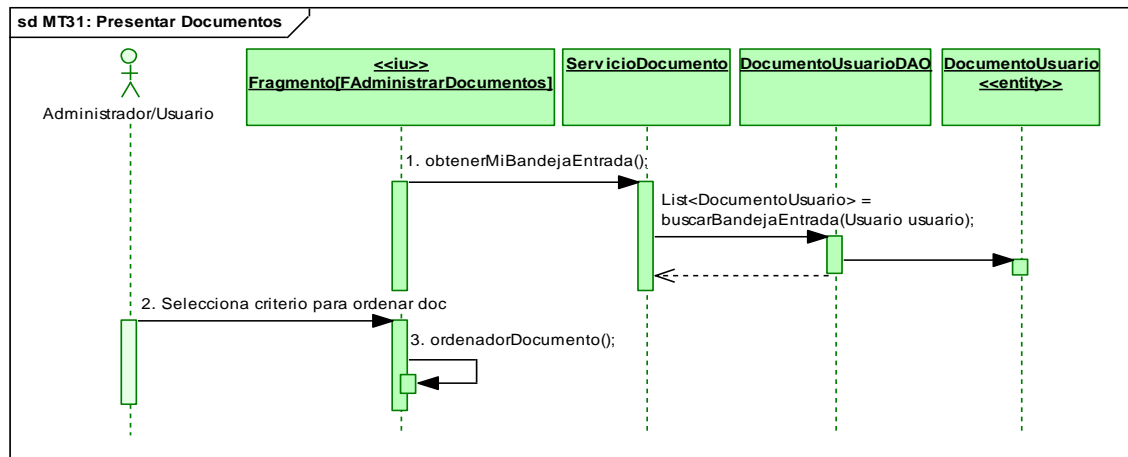 sd MT31: Presentar Documentos
Administrador/Usuario
<<iu>>
Fragmento[FAdministrarDocumentos]
ServicioDocumento
DocumentoUsuarioDAO
DocumentoUsuario
<<entity>>
1. obtenerMiBandejaEntrada();
List<DocumentoUsuario> =
buscarBandejaEntrada(Usuario usuario);
2. Selecciona criterio para ordenar doc
3. ordenadorDocumento();